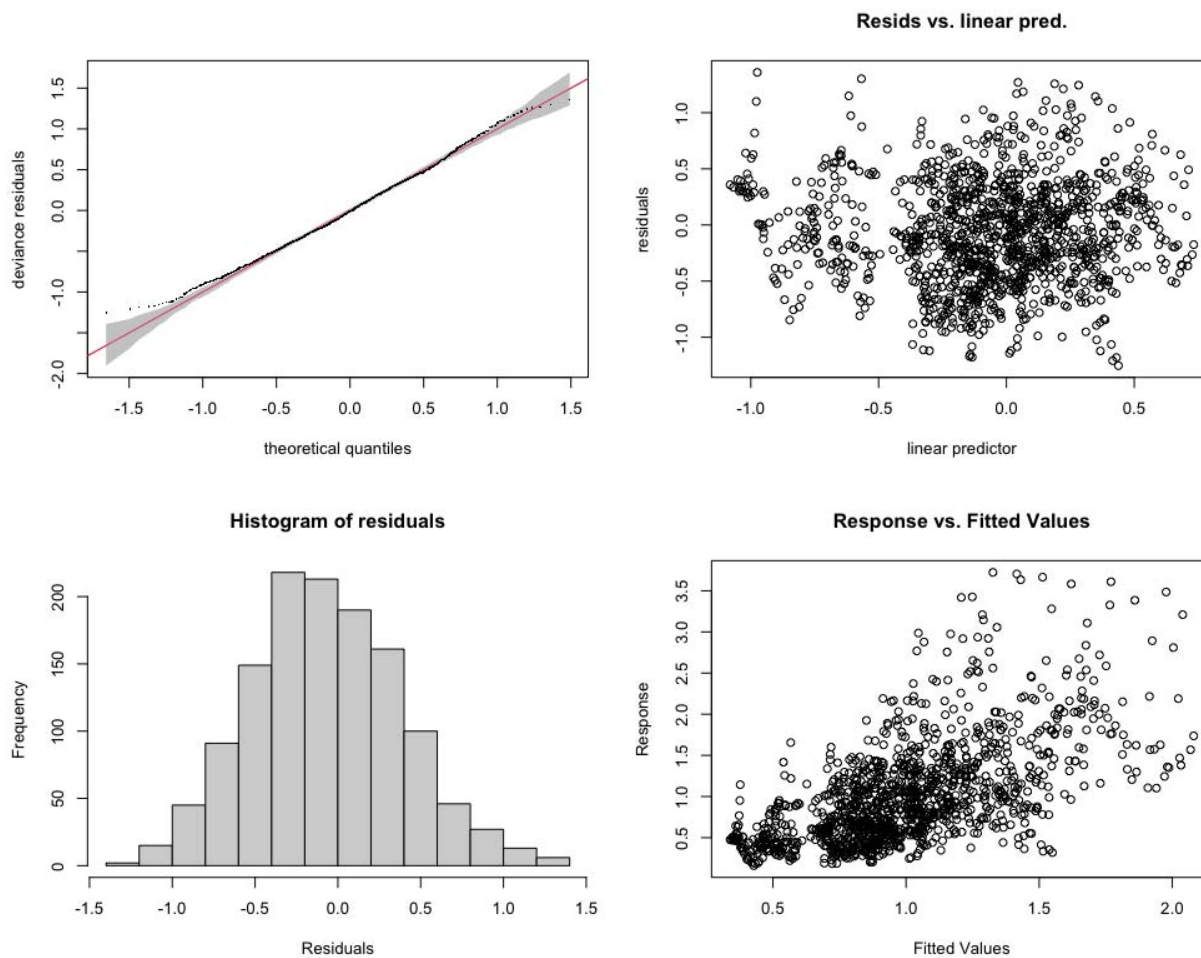 deviance residuals
1.5
1.0
0.5
0.0
-1.0
-2.0
-1.5 -1.0 -0.5 0.0 0.5 1.0 1.5
theoretical quantiles
Resids vs. linear pred.
residuals
1.0
0.5
0.0
-0.5
-1.0
-1.0 -0.5 0.0 0.5
linear predictor
Histogram of residuals
Frequency
200
150
100
50
0
-1.5 -1.0 -0.5 0.0 0.5 1.0 1.5
Residuals
Response vs. Fitted Values
Response
3.5
3.0
2.5
2.0
1.5
1.0
0.5
0.5 1.0 1.5 2.0
Fitted Values